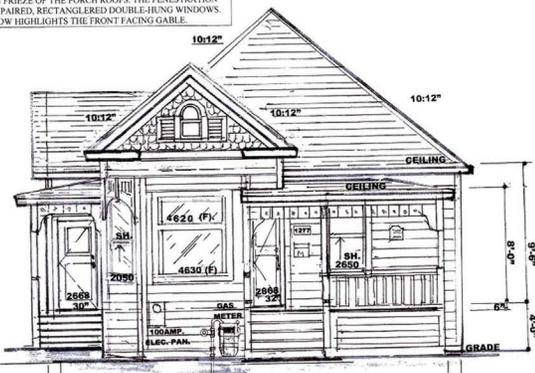 FRIEZE OF THE PORCH ROOFS. THE FENESTRATION
PAIRED, RECTANGLERED DOUBLE-HUNG WINDOWS.
OW HIGHLIGHTS THE FRONT FACING GABLE.
10:12"
10:12"
10:12"
10:12"
CEILING
CEILING
4620 (F)
1277
SH.
2050
4630 (F)
SH.
2650
8'-0"
9'-6"
2668
30"
2868
32"
GAS
METER
6"
100AMP.
ELEC. PAN.
4'-0"
GRADE